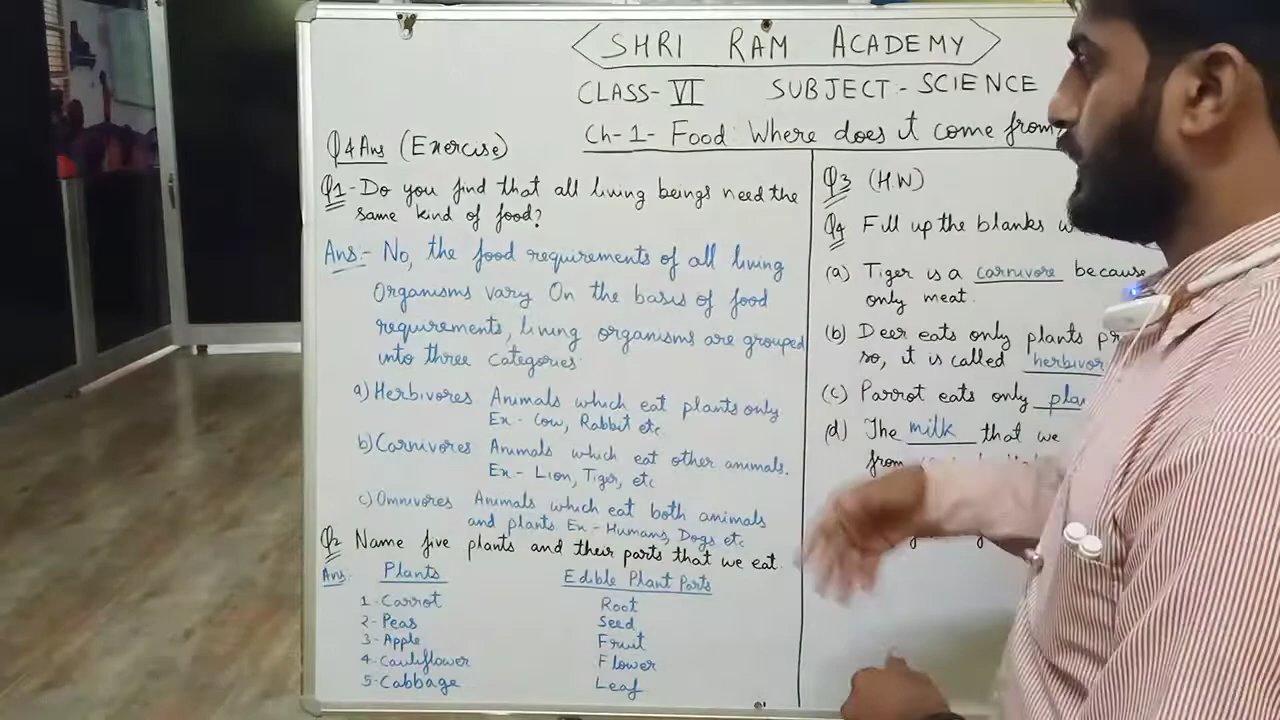 SHRI RAM ACADEMY
CLASS-VI SUBJECT:- SCIENCE
Ch-1- Food: Where does it come from
Q4Ans (Exercise)
Q1- Do you find that all living beings need the
same kind of food?
Ans:- No, the food requirements of all living
Organisms vary On the basis of food
requirements, lining organisms are grouped
into three categories
a) Herbivores Animals which eat plants only
Ex- Cow, Rabbit etc
b) Carnivores Animals which eat other animals.
Ex- Lion, Tiger, etc
c) Omnivores Animals which eat both animals
and plants Ex- Humans, Dogs etc
Q2 Name five plants and their parts that we eat.
Ans: Plants Edible Plant Parts
1- Carrot Root
2- Peas Seed
3- Apple Fruit
4- Cauliflower Flower
5- Cabbage Leaf
Q3 (H.W)
Q4 Fill up the blanks
(a) Tiger is a carnivore because
only meat.
(b) Deer eats only plants
so, it is called
(c) Parrot eats only
(d) The milk that we
from